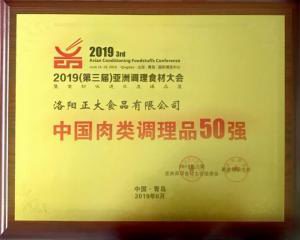 2019 3rd
Asian Conditioning Foodstuffs Conference
2019(第三届)亚洲调理食材大会
洛阳正大食品有限公司
中国肉类调理品50强
中国·青岛
2019年6月